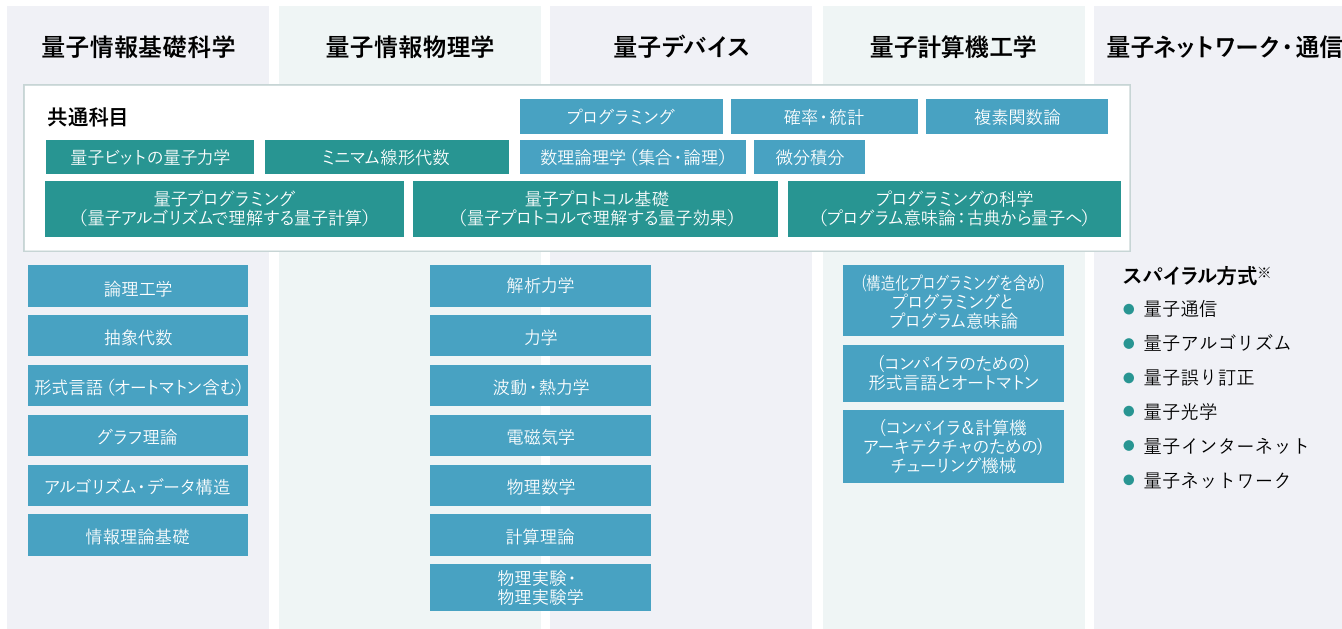 量子情報基礎科学
量子情報物理学
量子デバイス
量子計算機工学
量子ネットワーク・通信
共通科目
プログラミング
確率・統計
複素関数論
量子ビットの量子力学
ミニマム線形代数
数理論理学（集合・論理）
微分積分
量子プログラミング
（量子アルゴリズムで理解する量子計算）
量子プロトコル基礎
（量子プロトコルで理解する量子効果）
プログラミングの科学
（プログラム意味論：古典から量子へ）
論理工学
抽象代数
形式言語（オートマトン含む）
グラフ理論
アルゴリズム・データ構造
情報理論基礎
解析力学
力学
波動・熱力学
電磁気学
物理数学
計算理論
物理実験・
物理実験学
（構造化プログラミングを含め）
プログラミングと
プログラム意味論
（コンパイラのための）
形式言語とオートマトン
（コンパイラ＆計算機
アーキテクチャのための）
チューリング機械
スパイラル方式※
● 量子通信
● 量子アルゴリズム
● 量子誤り訂正
● 量子光学
● 量子インターネット
● 量子ネットワーク